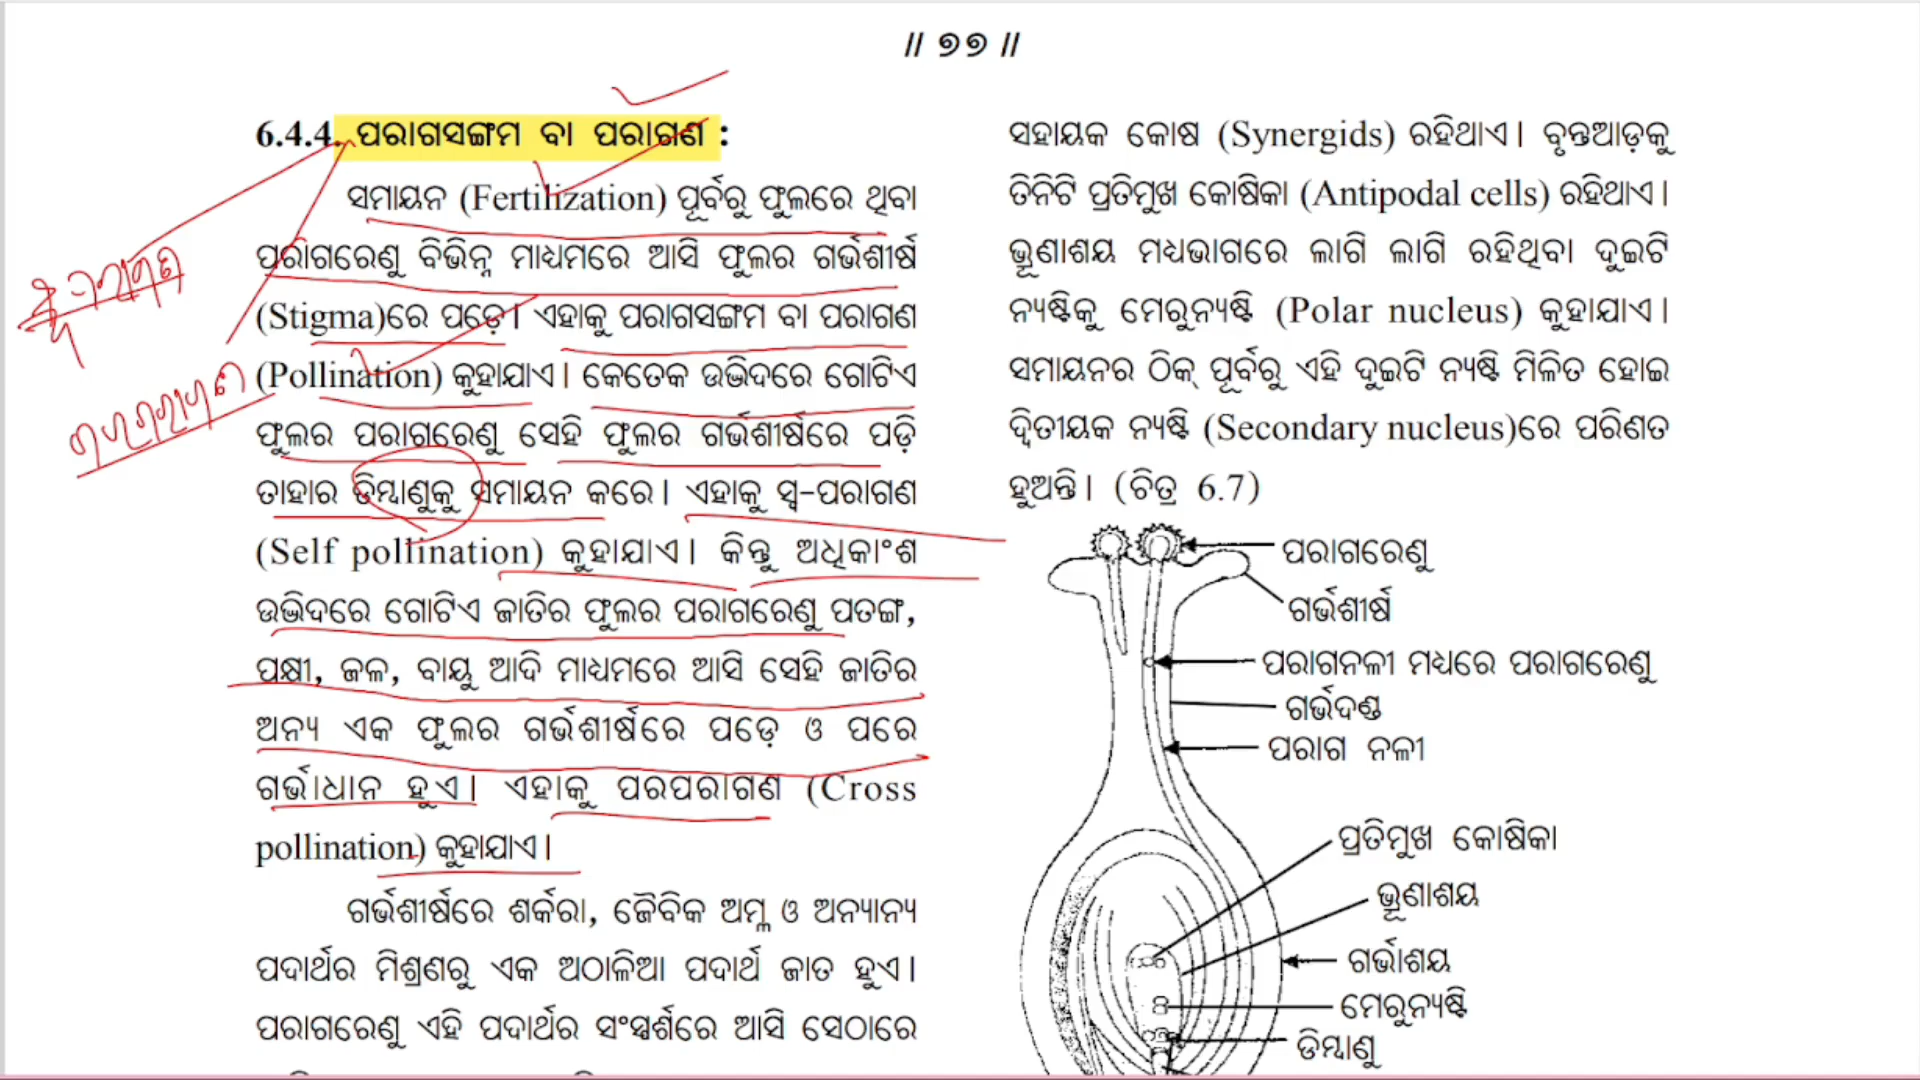 // ୭୭ //
6.4.4. ପରାଗସଙ୍ଗମ ବା ପରାଗଣ :
ସମାୟନ (Fertilization) ପୂର୍ବରୁ ଫୁଲରେ ଥିବା
ପରାଗରେଣୁ ବିଭିନ୍ନ ମାଧ୍ୟମରେ ଆସି ଫୁଲର ଗର୍ଭଶୀର୍ଷ
(Stigma)ରେ ପଡ଼େ। ଏହାକୁ ପରାଗସଙ୍ଗମ ବା ପରାଗଣ
(Pollination) କୁହାଯାଏ। କେତେକ ଉଦ୍ଭିଦରେ ଗୋଟିଏ
ଫୁଲର ପରାଗରେଣୁ ସେହି ଫୁଲର ଗର୍ଭଶୀର୍ଷରେ ପଡ଼ି
ତାହାର ଡିମ୍ବାଣୁକୁ ସମାୟନ କରେ। ଏହାକୁ ସ୍ୱ-ପରାଗଣ
(Self pollination) କୁହାଯାଏ। କିନ୍ତୁ ଅଧିକାଂଶ
ଉଦ୍ଭିଦରେ ଗୋଟିଏ ଜାତିର ଫୁଲର ପରାଗରେଣୁ ପତଙ୍ଗ,
ପକ୍ଷୀ, ଜଳ, ବାୟୁ ଆଦି ମାଧ୍ୟମରେ ଆସି ସେହି ଜାତିର
ଅନ୍ୟ ଏକ ଫୁଲର ଗର୍ଭଶୀର୍ଷରେ ପଡ଼େ ଓ ପରେ
ଗର୍ଭାଧାନ ହୁଏ। ଏହାକୁ ପରପରାଗଣ (Cross
pollination) କୁହାଯାଏ।
ଗର୍ଭଶୀର୍ଷରେ ଶର୍କରା, ଜୈବିକ ଅମ୍ଳ ଓ ଅନ୍ୟାନ୍ୟ
ପଦାର୍ଥର ମିଶ୍ରଣରୁ ଏକ ଅଠାଳିଆ ପଦାର୍ଥ ଜାତ ହୁଏ।
ପରାଗରେଣୁ ଏହି ପଦାର୍ଥର ସଂସ୍ପର୍ଶରେ ଆସି ସେଠାରେ
ପରପରାଗଣ
ସହାୟକ କୋଷ (Synergids) ରହିଥାଏ। ବୃନ୍ତଆଡ଼କୁ
ତିନିଟି ପ୍ରତିମୁଖ କୋଷିକା (Antipodal cells) ରହିଥାଏ।
ଭ୍ରୂଣାଶୟ ମଧ୍ୟଭାଗରେ ଲାଗି ଲାଗି ରହିଥିବା ଦୁଇଟି
ନ୍ୟଷ୍ଟିକୁ ମେରୁନ୍ୟଷ୍ଟି (Polar nucleus) କୁହାଯାଏ।
ସମାୟନର ଠିକ୍ ପୂର୍ବରୁ ଏହି ଦୁଇଟି ନ୍ୟଷ୍ଟି ମିଳିତ ହୋଇ
ଦ୍ୱିତୀୟକ ନ୍ୟଷ୍ଟି (Secondary nucleus)ରେ ପରିଣତ
ହୁଅନ୍ତି। (ଚିତ୍ର 6.7)
ପରାଗରେଣୁ
ଗର୍ଭଶୀର୍ଷ
ପରାଗନଳୀ ମଧ୍ୟରେ ପରାଗରେଣୁ
ଗର୍ଭଦଣ୍ଡ
ପରାଗ ନଳୀ
ପ୍ରତିମୁଖ କୋଷିକା
ଭ୍ରୂଣାଶୟ
ଗର୍ଭାଶୟ
ମେରୁନ୍ୟଷ୍ଟି
ଡିମ୍ବାଣୁ